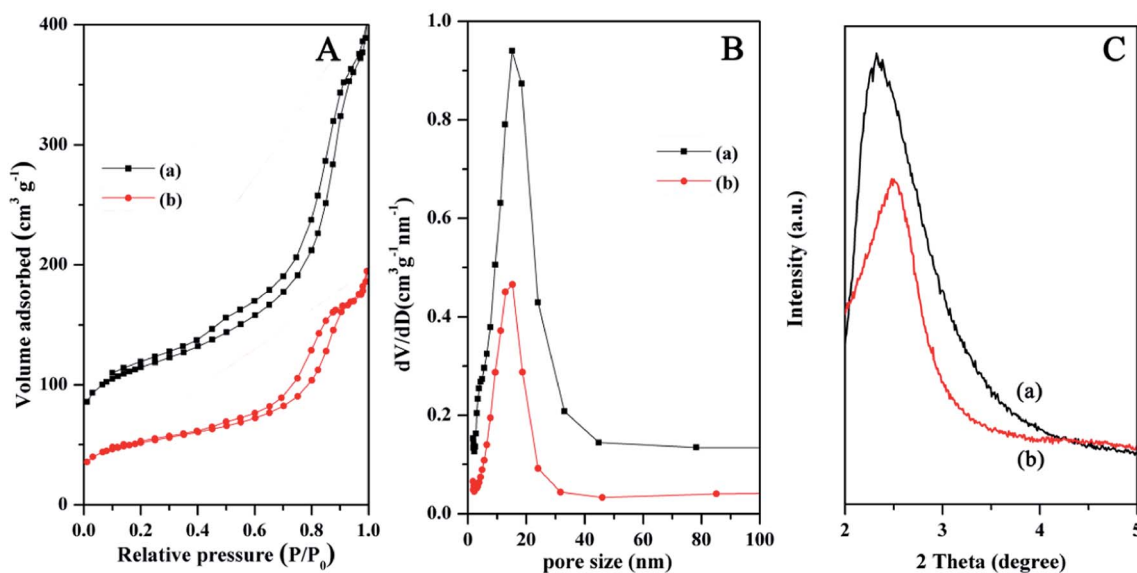 A
400
300
200
100
0
Volume adsorbed (cm³ g⁻¹)
(a)
(b)
0.0 0.2 0.4 0.6 0.8 1.0
Relative pressure (P/P₀)
B
1.0
0.8
0.6
0.4
0.2
0.0
dV/dD(cm³g⁻¹nm⁻¹)
(a)
(b)
0 20 40 60 80 100
pore size (nm)
C
Intensity (a.u.)
(a)
(b)
2 3 4 5
2 Theta (degree)